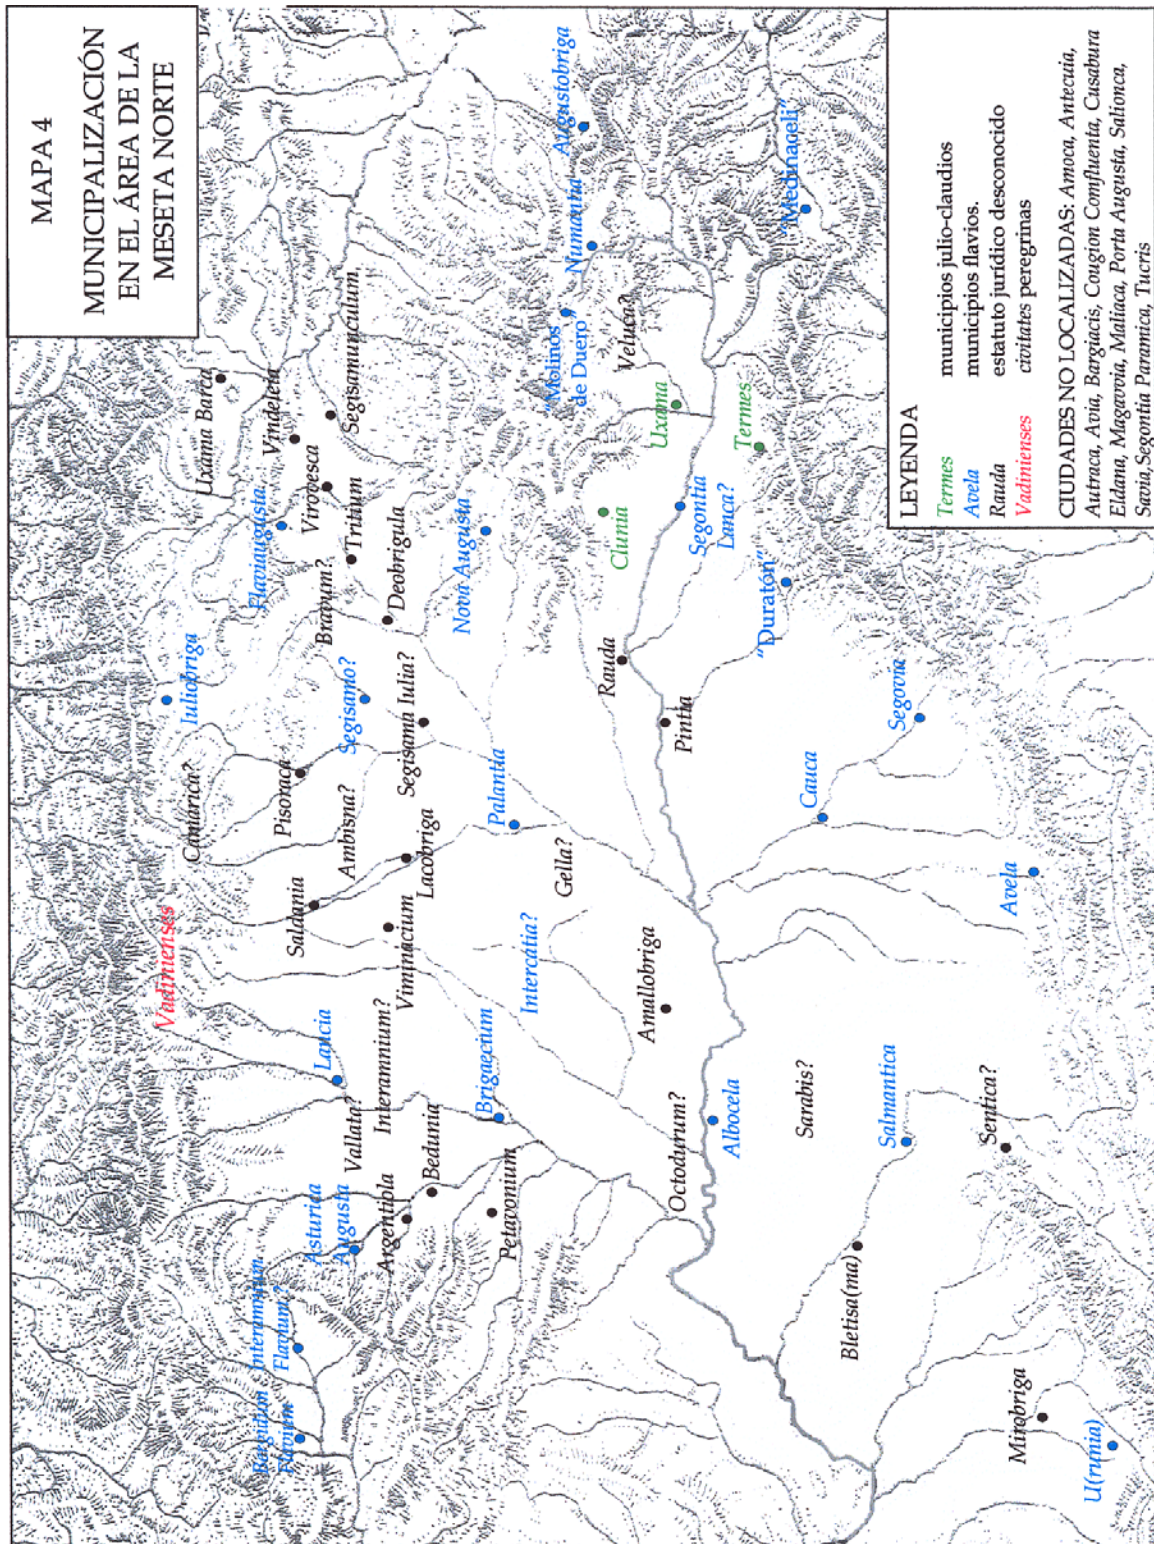 MAPA 4
MUNICIPALIZACIÓN
EN EL ÁREA DE LA
MESETA NORTE
Vadinienses
Iuliobriga
Camarica?
Uxama Barca
Bergidum
Flavium
Interamnium
Flavium?
Asturica
Augusta
Lancia
Saldania
Pisoraca
Flaviaugusta
Vindeleia
Vallata?
Interamnium?
Viminacium
Ambisna?
Segisamo?
Bravum?
Virovesca
Segisamunculum
Argentiola
Bedunia
Lacobriga
Segisama Iulia?
Deobrigula
Tritium
Petavonium
Brigaecium
Intercatia?
Palantia
Nova Augusta
"Molinos
de Duero"
Numantia
Augustobriga
Gella?
Clunia
Veluca?
Octodurum?
Amallobriga
Rauda
Uxama
Albocela
Pintia
Segontia
Lanca?
Termes
"Medinaceli"
Sarabis?
Cauca
"Duratón"
Bletisa(ma)
Salmantica
Segovia
Sentica?
Avela
Mirobriga
U(runia)
LEYENDA
Termes municipios julio-claudios
Avela municipios flavios.
Rauda estatuto jurídico desconocido
Vadinienses civitates peregrinas
CIUDADES NO LOCALIZADAS: Amoca, Antecuia,
Autraca, Avia, Bargiacis, Cougion Confluenta, Cusabura
Eldana, Magavovia, Maliaca, Porta Augusta, Salionca,
Savia,Segontia Paramica, Tucris